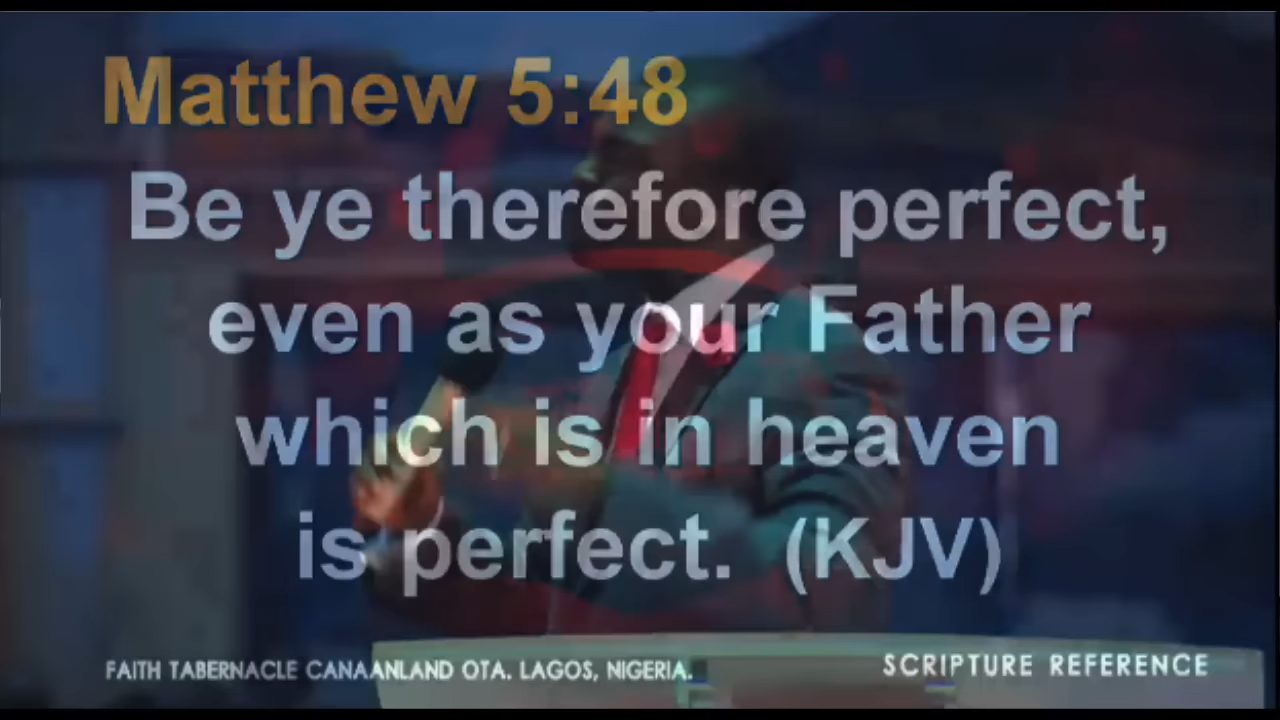 Matthew 5:48
Be ye therefore perfect,
even as your Father
which is in heaven
is perfect. (KJV)
FAITH TABERNACLE CANAANLAND OTA. LAGOS, NIGERIA.
SCRIPTURE REFERENCE